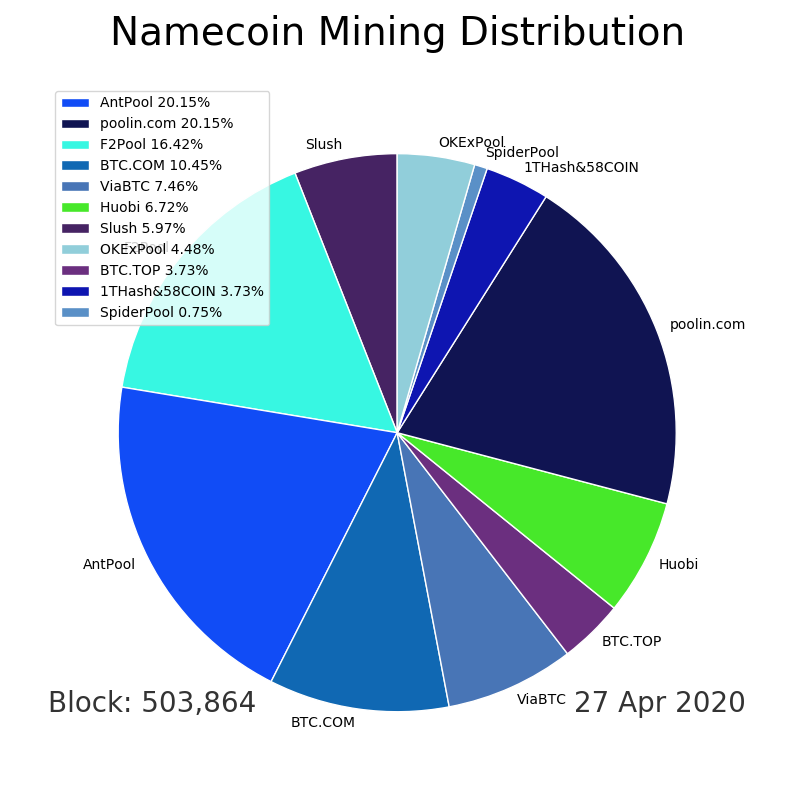 Namecoin Mining Distribution
AntPool 20.15%
poolin.com 20.15%
F2Pool 16.42%
BTC.COM 10.45%
ViaBTC 7.46%
Huobi 6.72%
Slush 5.97%
OKExPool 4.48%
BTC.TOP 3.73%
1THash&58COIN 3.73%
SpiderPool 0.75%
Slush
OKExPool
SpiderPool
1THash&58COIN
F2Pool
poolin.com
AntPool
Huobi
BTC.TOP
ViaBTC
BTC.COM
Block: 503,864
27 Apr 2020